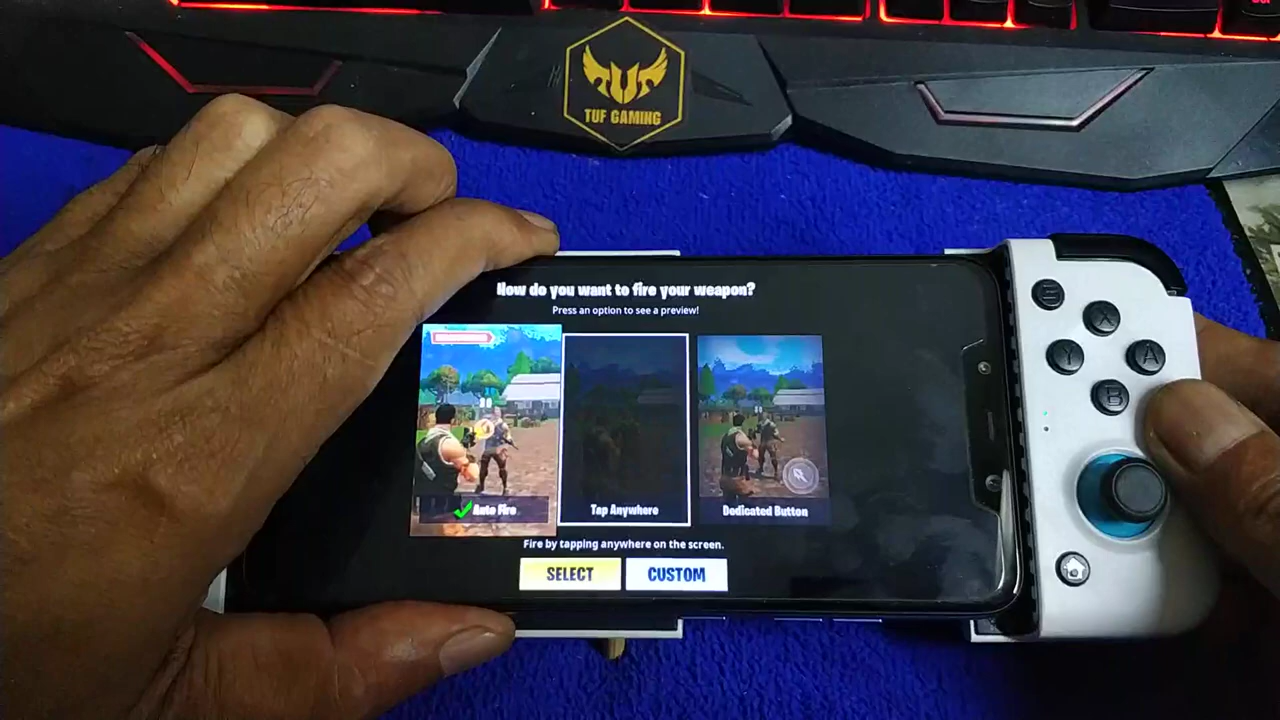 TUF GAMING
How do you want to fire your weapon?
Press an option to see a preview!
Auto Fire
Tap Anywhere
Dedicated Button
Fire by tapping anywhere on the screen.
SELECT
CUSTOM
X
Y
A
B